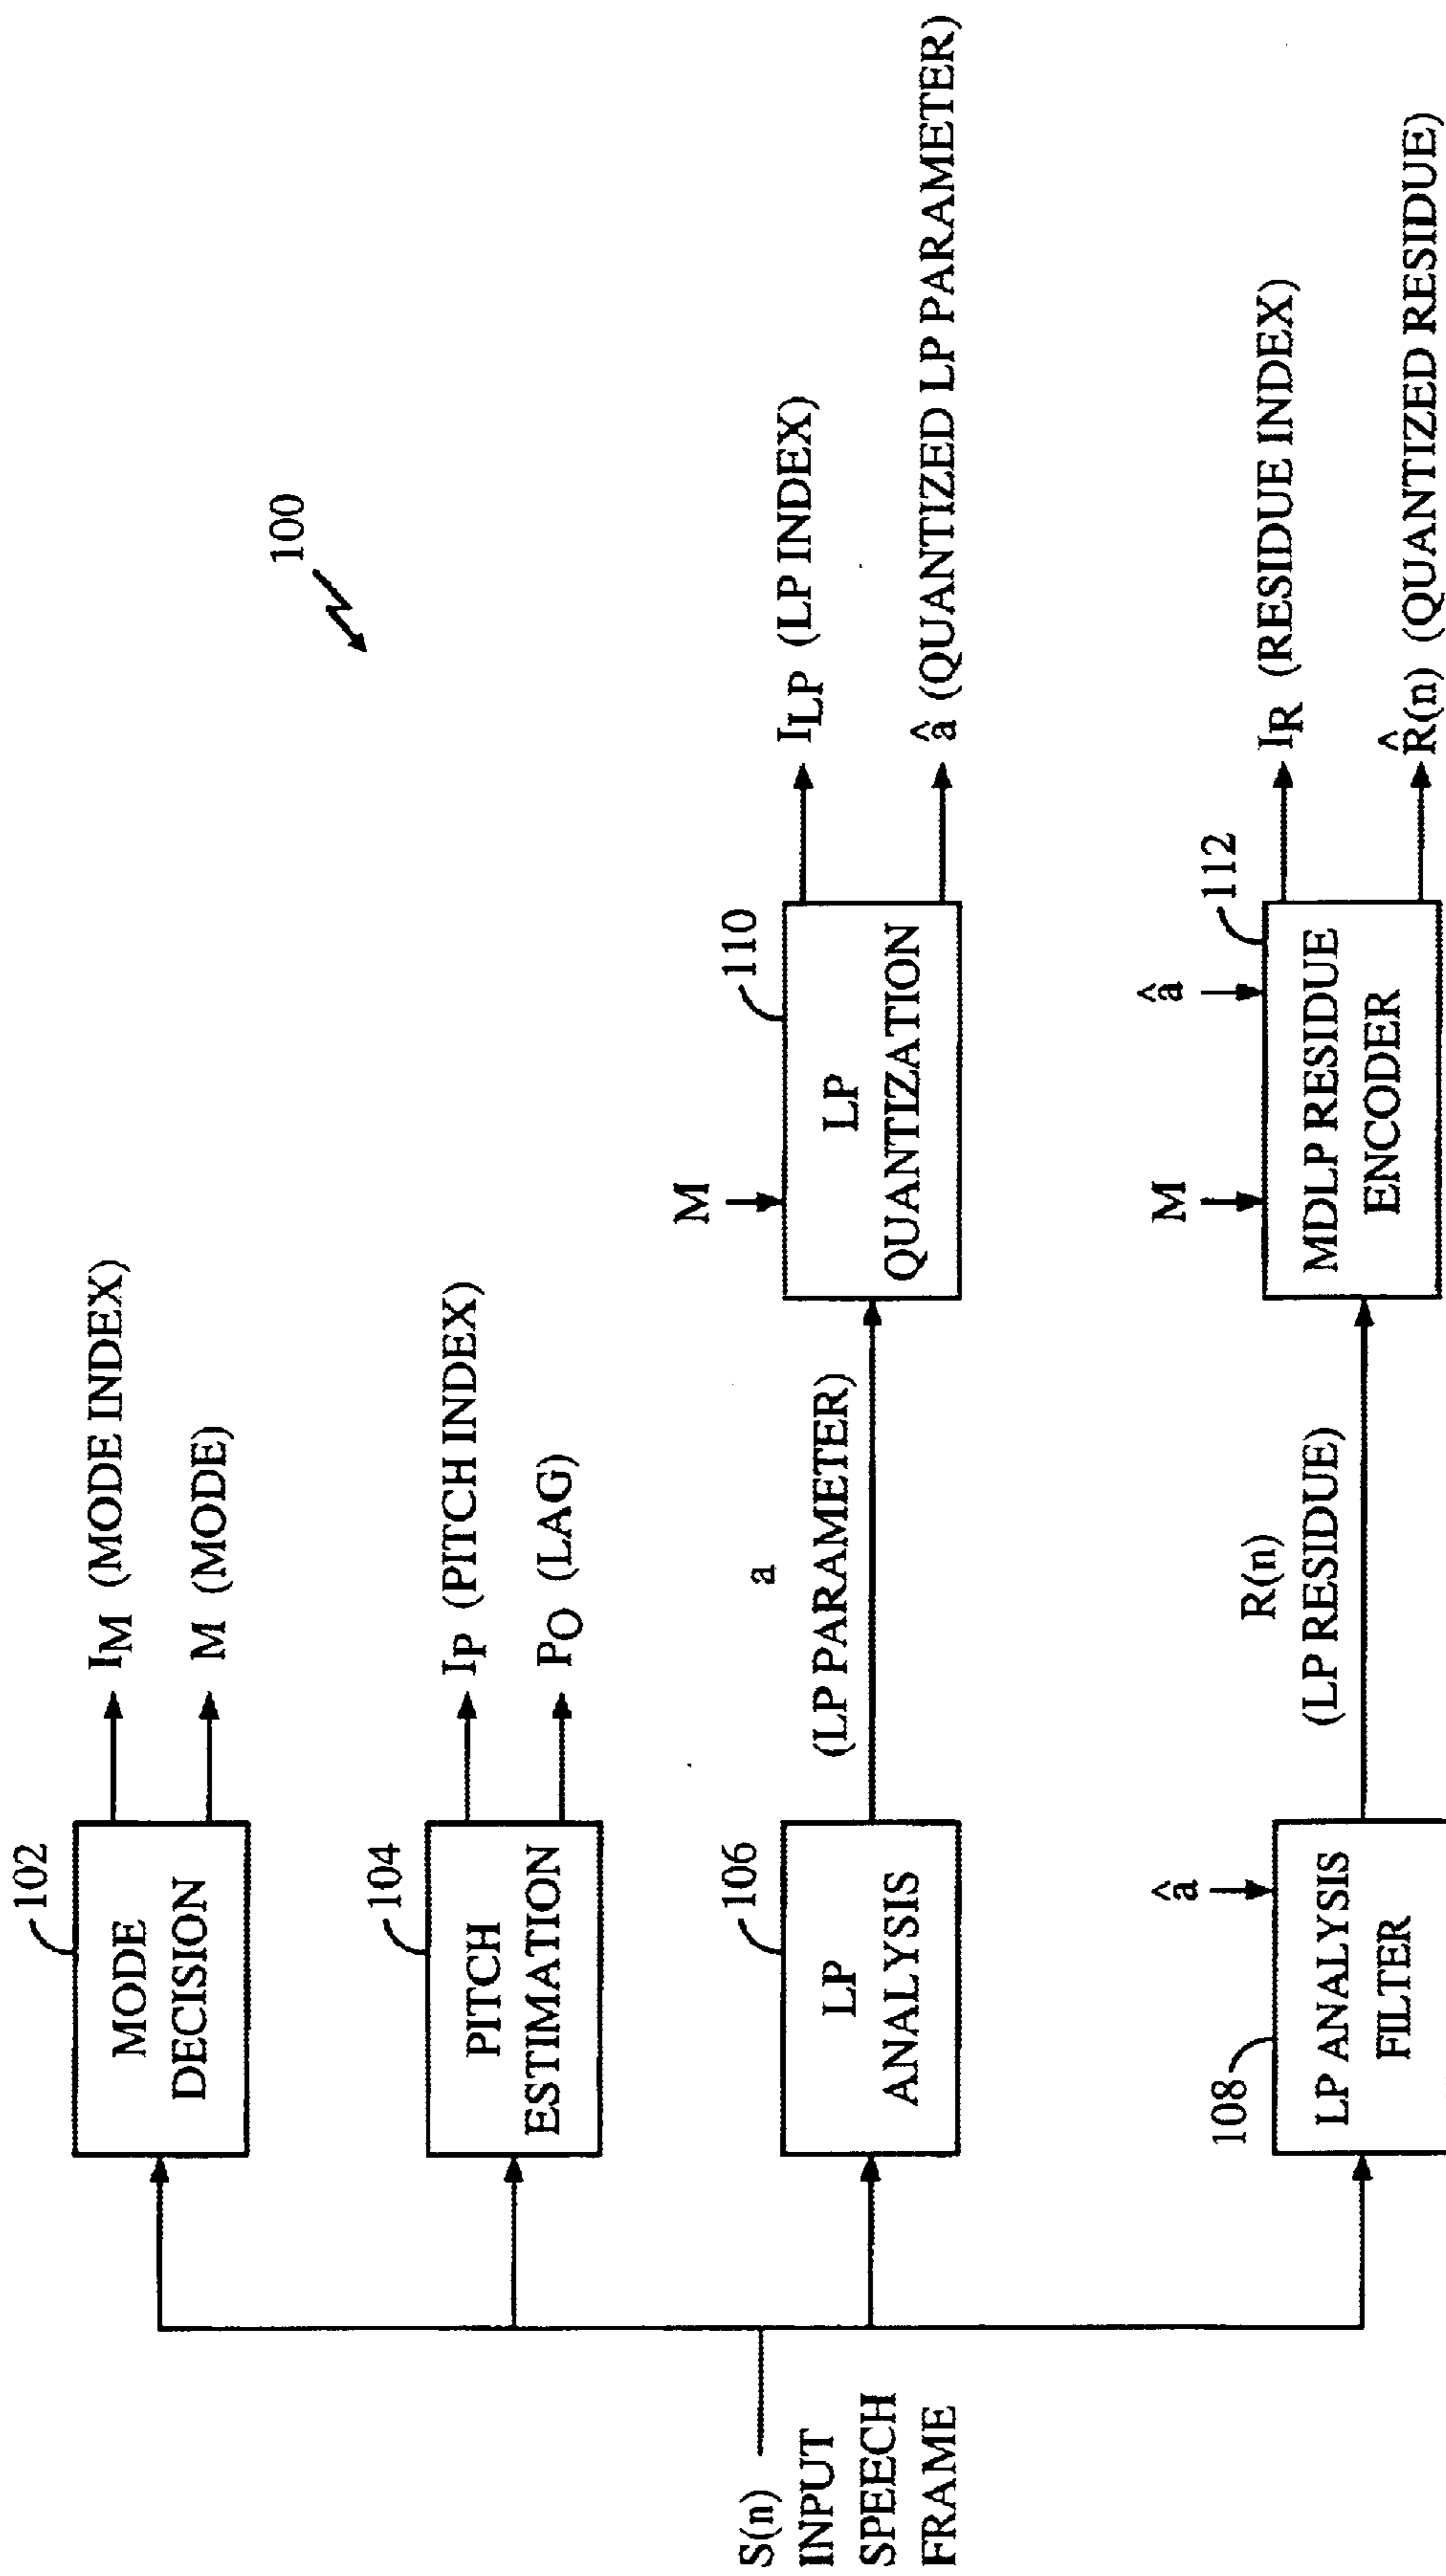 100
102
MODE
DECISION
I_M (MODE INDEX)
M (MODE)
104
PITCH
ESTIMATION
I_P (PITCH INDEX)
P_O (LAG)
S(n)
INPUT
SPEECH
FRAME
106
LP
ANALYSIS
a
(LP PARAMETER)
M
110
LP
QUANTIZATION
I_LP (LP INDEX)
â (QUANTIZED LP PARAMETER)
108
â
LP ANALYSIS
FILTER
R(n)
(LP RESIDUE)
M
â
112
MDLP RESIDUE
ENCODER
I_R (RESIDUE INDEX)
R̂(n) (QUANTIZED RESIDUE)